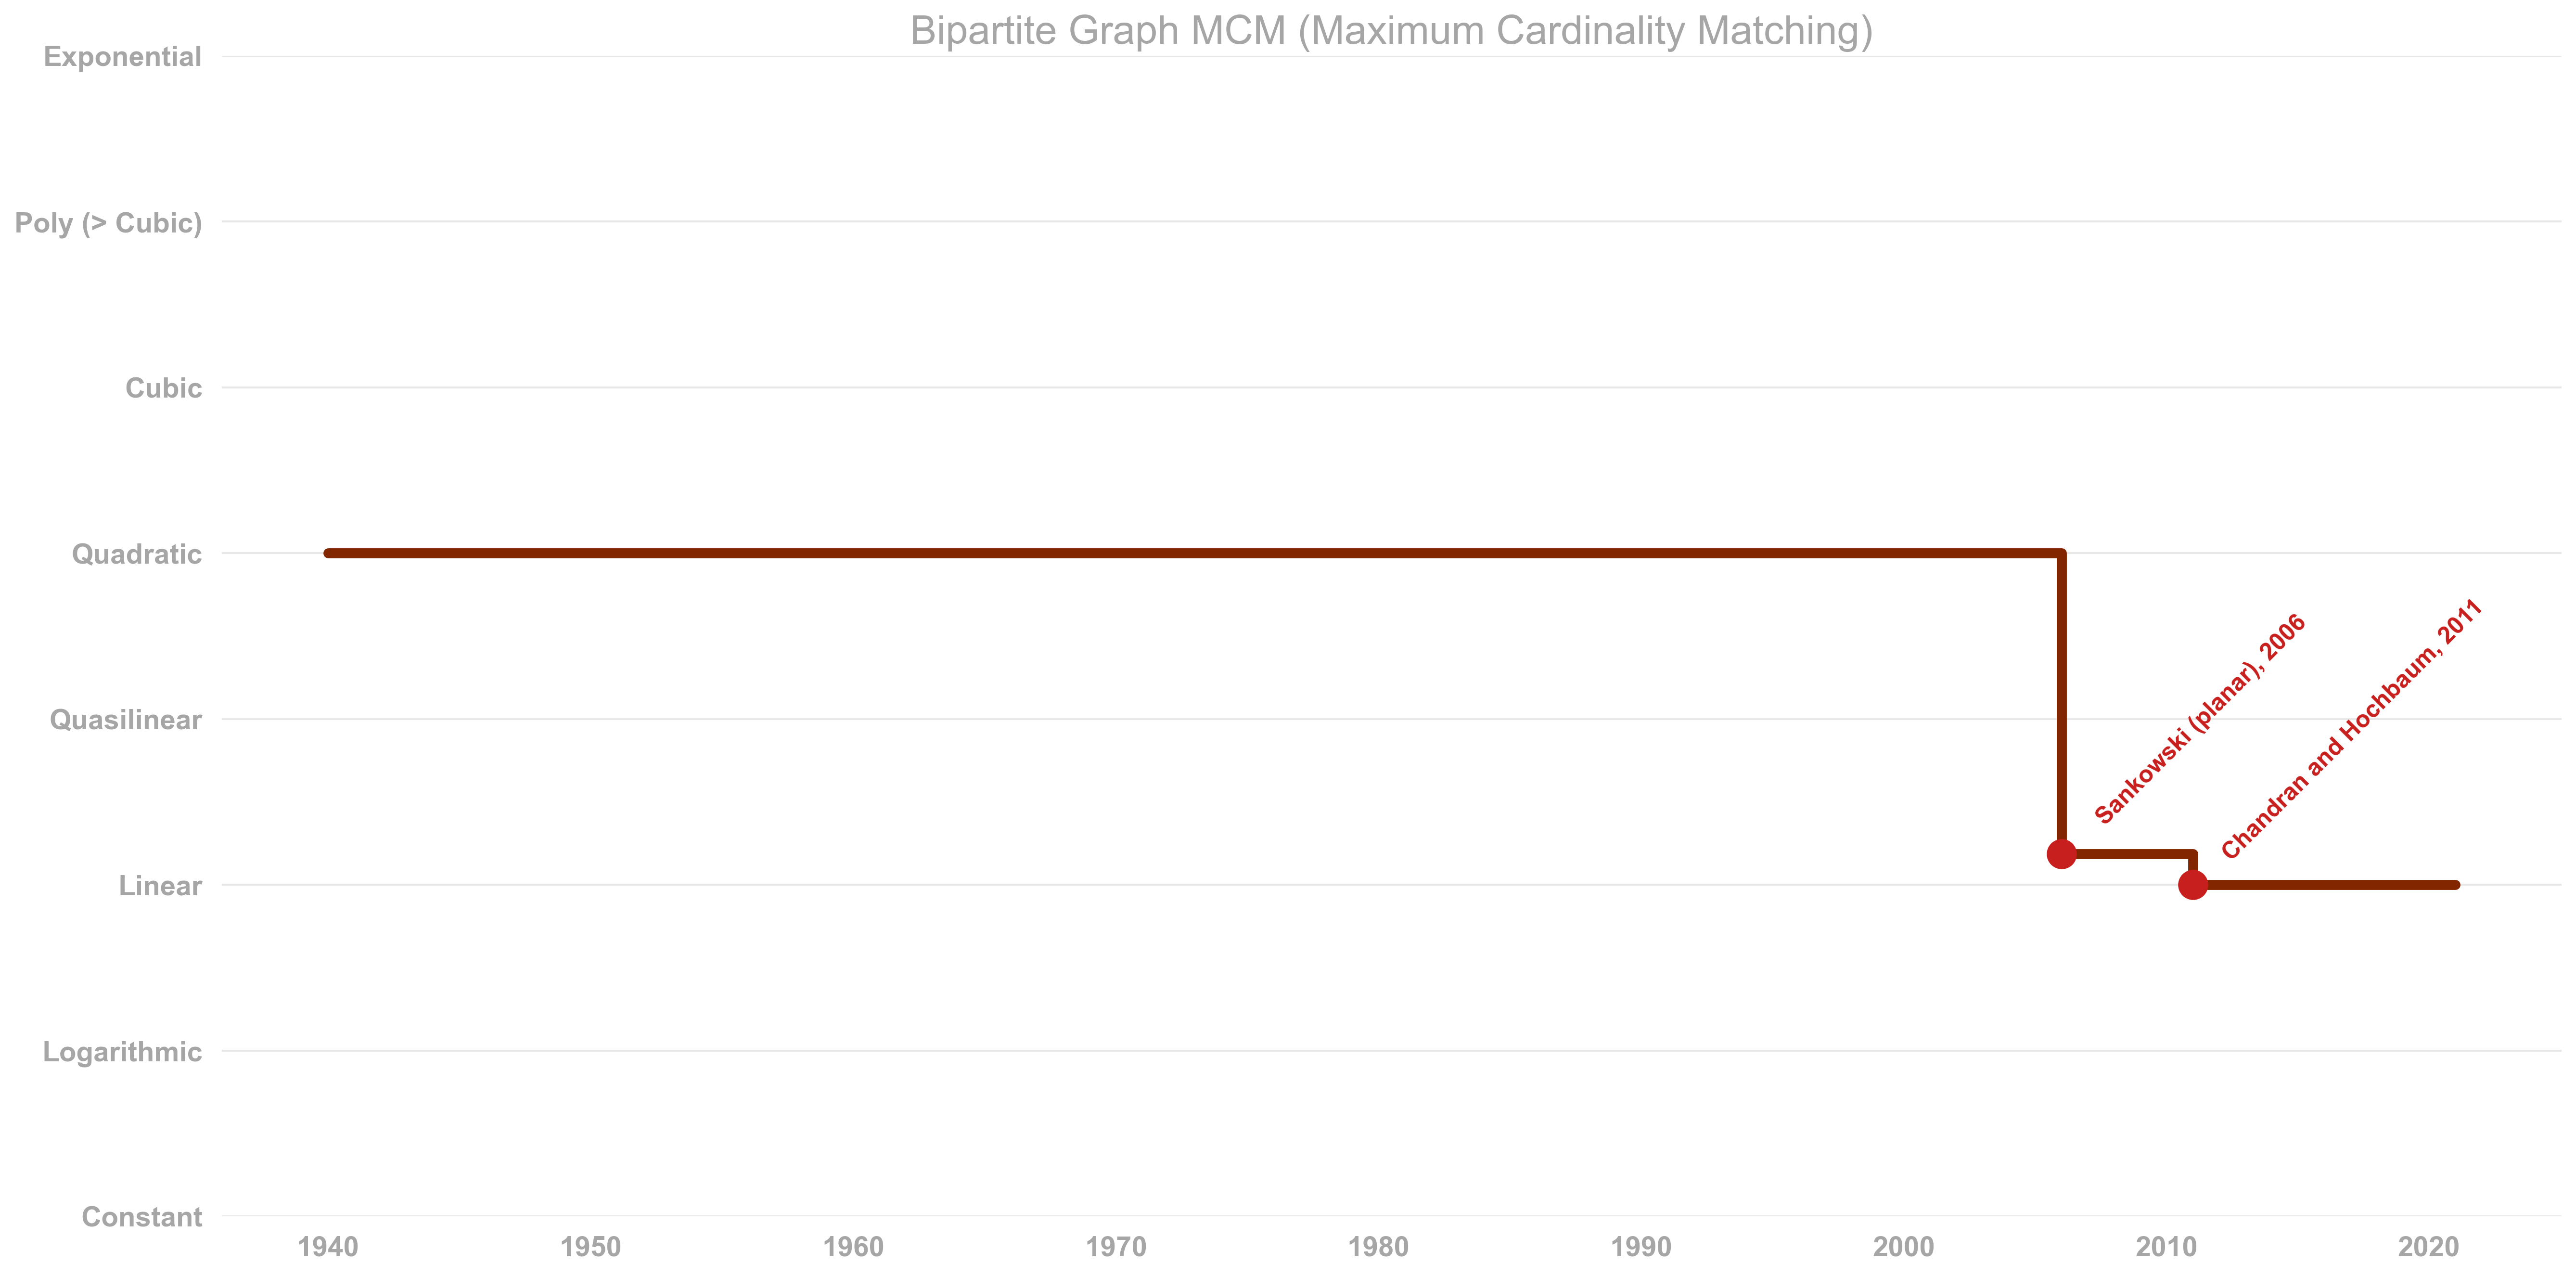 Bipartite Graph MCM (Maximum Cardinality Matching)
Exponential
Poly (> Cubic)
Cubic
Quadratic
Quasilinear
Linear
Logarithmic
Constant
Sankowski (planar), 2006
Chandran and Hochbaum, 2011
1940 1950 1960 1970 1980 1990 2000 2010 2020